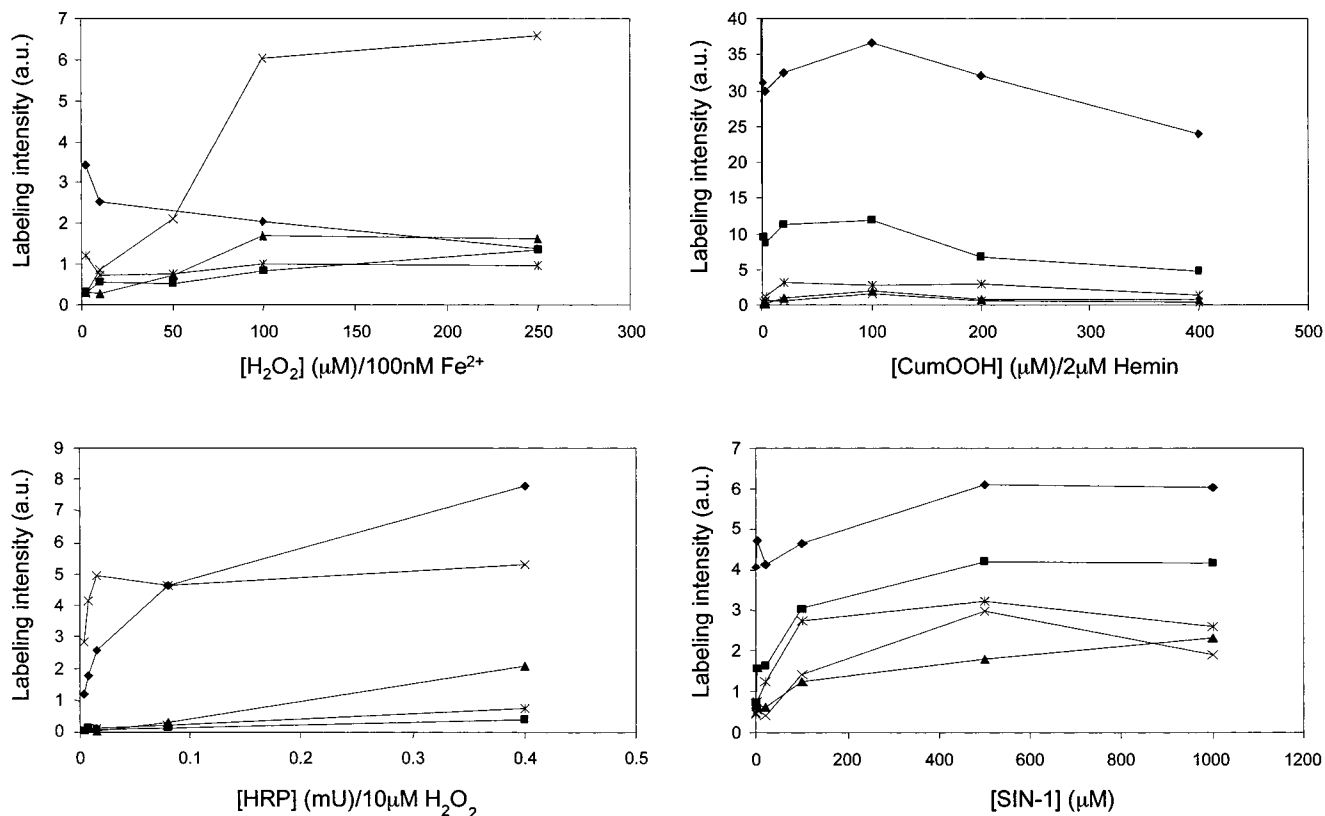 7
6
5
4
3
2
1
0
Labeling intensity (a.u.)
0 50 100 150 200 250 300
[H₂O₂] (μM)/100nM Fe²⁺
40
35
30
25
20
15
10
5
0
Labeling intensity (a.u.)
0 100 200 300 400 500
[CumOOH] (μM)/2μM Hemin
9
8
7
6
5
4
3
2
1
0
Labeling intensity (a.u.)
0 0.1 0.2 0.3 0.4 0.5
[HRP] (mU)/10μM H₂O₂
7
6
5
4
3
2
1
0
Labeling intensity (a.u.)
0 200 400 600 800 1000 1200
[SIN-1] (μM)